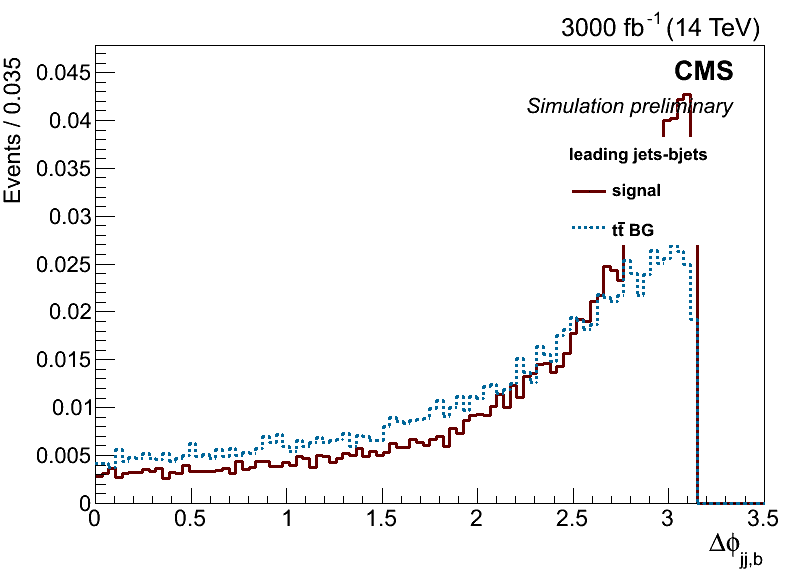 3000 fb⁻¹ (14 TeV)
CMS
Simulation preliminary
leading jets-bjets
signal
tt̄ BG
Events / 0.035
0.045
0.04
0.035
0.03
0.025
0.02
0.015
0.01
0.005
0
0 0.5 1 1.5 2 2.5 3 3.5
Δϕjj,b